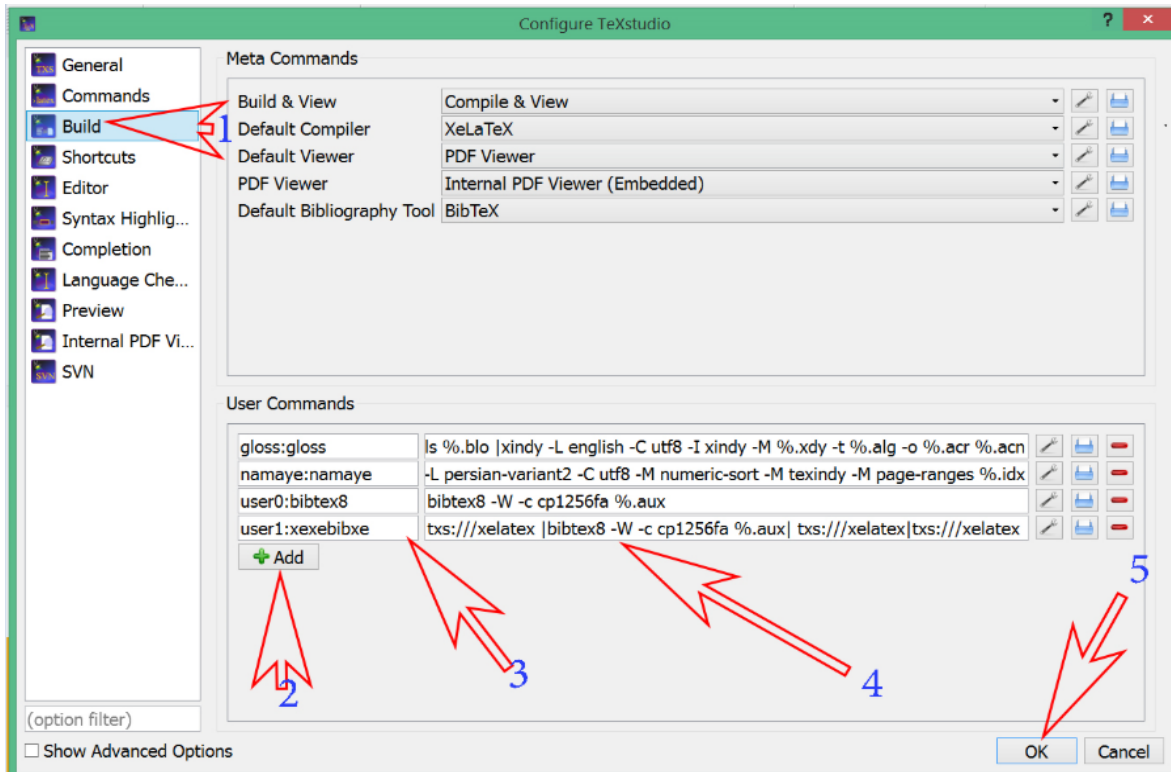 Configure TeXstudio
? ×
General
Commands
Build
Shortcuts
Editor
Syntax Highlig...
Completion
Language Che...
Preview
Internal PDF Vi...
SVN
(option filter)
Show Advanced Options
Meta Commands
Build & View Compile & View
Default Compiler XeLaTeX
Default Viewer PDF Viewer
PDF Viewer Internal PDF Viewer (Embedded)
Default Bibliography Tool BibTeX
User Commands
gloss:gloss ls %.blo |xindy -L english -C utf8 -I xindy -M %.xdy -t %.alg -o %.acr %.acn
namaye:namaye -L persian-variant2 -C utf8 -M numeric-sort -M texindy -M page-ranges %.idx
user0:bibtex8 bibtex8 -W -c cp1256fa %.aux
user1:xexebibxe txs:///xelatex |bibtex8 -W -c cp1256fa %.aux| txs:///xelatex|txs:///xelatex
Add
1
2
3
4
5
OK Cancel